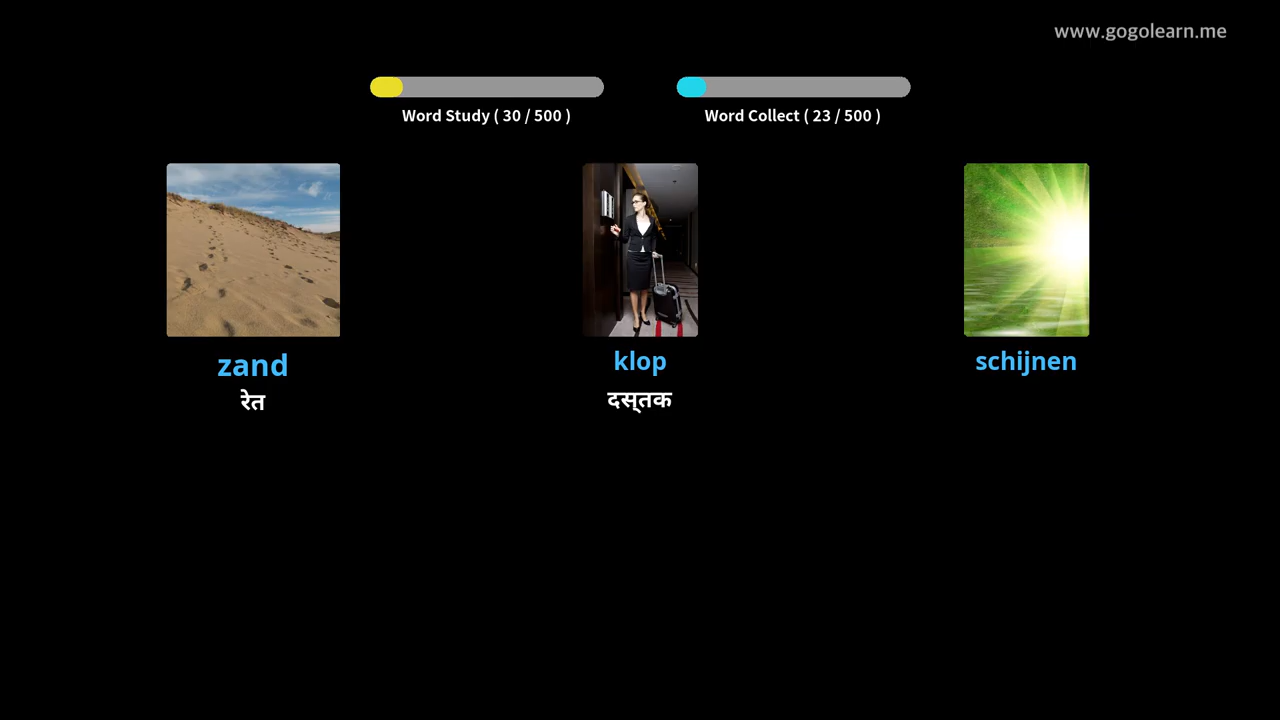 www.gogolearn.me
Word Study ( 30 / 500 )
Word Collect ( 23 / 500 )
zand
klop
schijnen
रेत
दस्तक